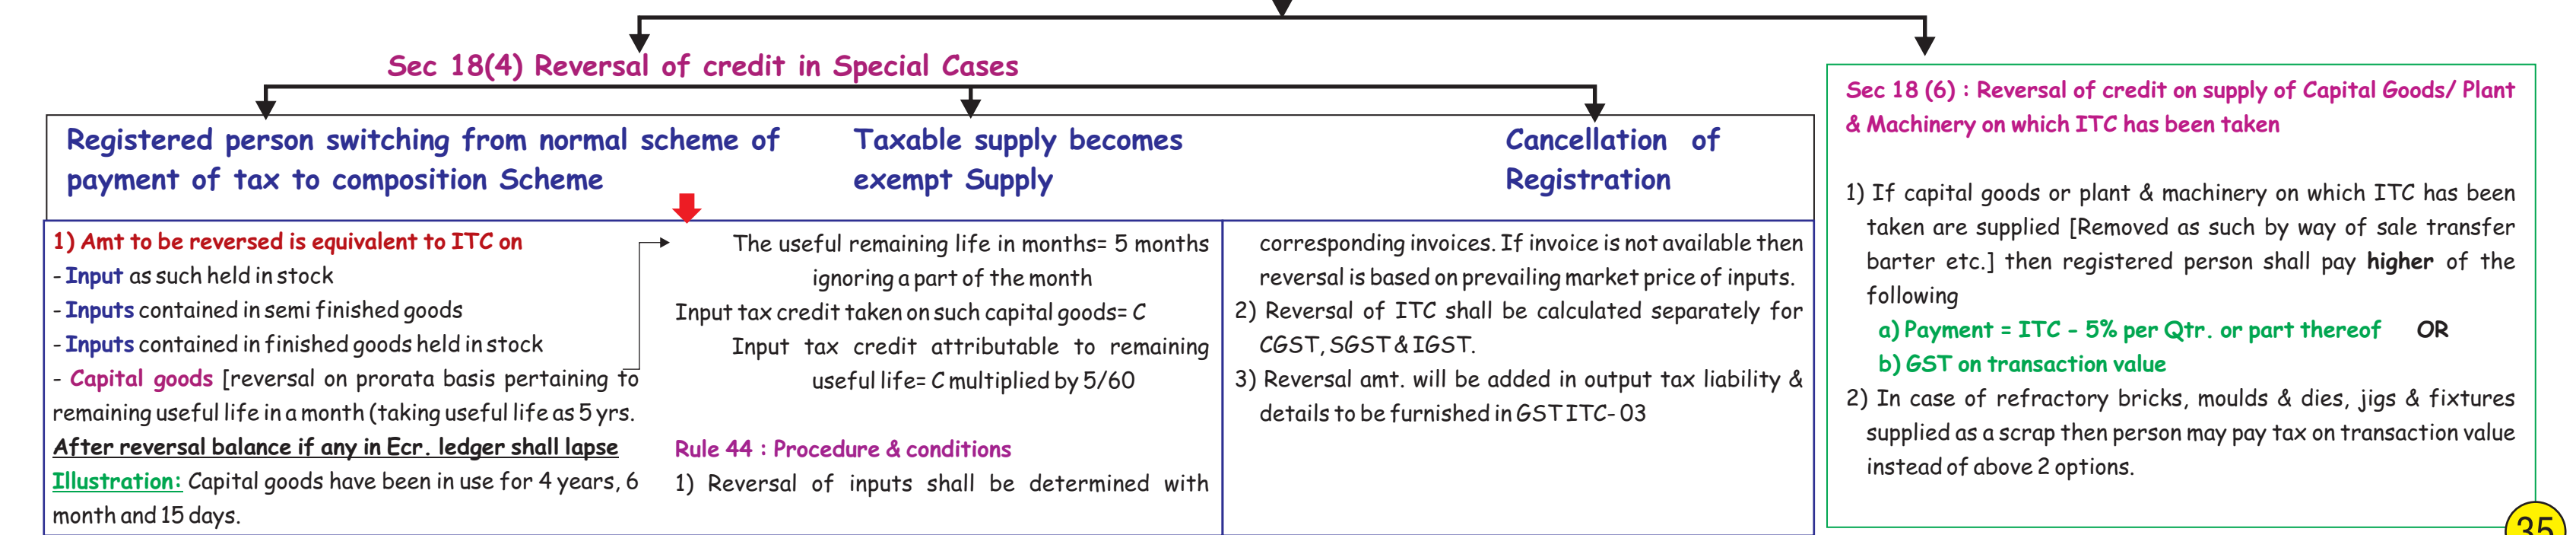 Sec 18(4) Reversal of credit in Special Cases
Registered person switching from normal scheme of
payment of tax to composition Scheme
Taxable supply becomes
exempt Supply
Cancellation of
Registration
1) Amt to be reversed is equivalent to ITC on
- Input as such held in stock
- Inputs contained in semi finished goods
- Inputs contained in finished goods held in stock
- Capital goods [reversal on prorata basis pertaining to
remaining useful life in a month (taking useful life as 5 yrs.
After reversal balance if any in Ecr. ledger shall lapse
Illustration: Capital goods have been in use for 4 years, 6
month and 15 days.
The useful remaining life in months= 5 months
ignoring a part of the month
Input tax credit taken on such capital goods= C
Input tax credit attributable to remaining
useful life= C multiplied by 5/60
Rule 44 : Procedure & conditions
1) Reversal of inputs shall be determined with
corresponding invoices. If invoice is not available then
reversal is based on prevailing market price of inputs.
2) Reversal of ITC shall be calculated separately for
CGST, SGST & IGST.
3) Reversal amt. will be added in output tax liability &
details to be furnished in GST ITC- 03
Sec 18 (6) : Reversal of credit on supply of Capital Goods/ Plant
& Machinery on which ITC has been taken
1) If capital goods or plant & machinery on which ITC has been
taken are supplied [Removed as such by way of sale transfer
barter etc.] then registered person shall pay higher of the
following
a) Payment = ITC - 5% per Qtr. or part thereof OR
b) GST on transaction value
2) In case of refractory bricks, moulds & dies, jigs & fixtures
supplied as a scrap then person may pay tax on transaction value
instead of above 2 options.
35